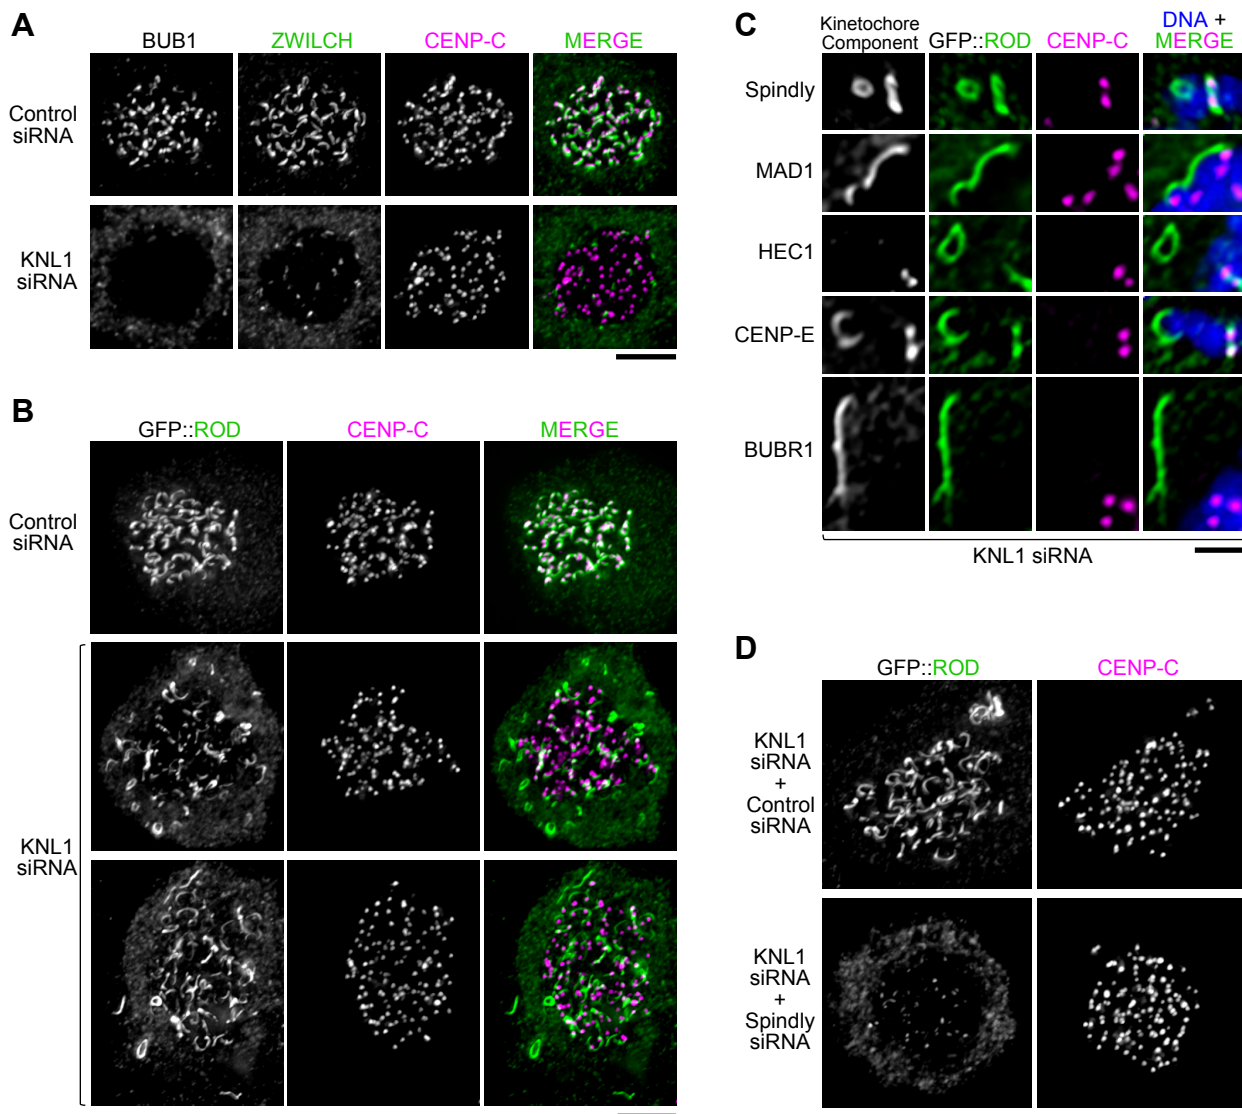 A
BUB1 ZWILCH CENP-C MERGE
Control
siRNA
KNL1
siRNA
B
GFP::ROD CENP-C MERGE
Control
siRNA
KNL1
siRNA
C
Kinetochore
Component
GFP::ROD CENP-C
DNA +
MERGE
Spindly
MAD1
HEC1
CENP-E
BUBR1
KNL1 siRNA
D
GFP::ROD CENP-C
KNL1
siRNA
+
Control
siRNA
KNL1
siRNA
+
Spindly
siRNA